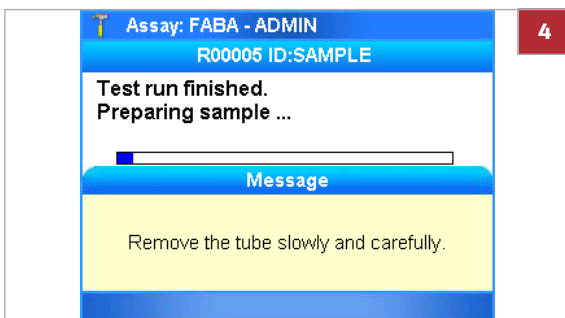 Assay: FABA - ADMIN
4
R00005 ID:SAMPLE
Test run finished.
Preparing sample ...
Message
Remove the tube slowly and carefully.